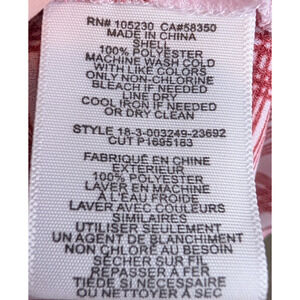 RN# 105230 CA#58350
MADE IN CHINA
SHELL
100% POLYESTER
MACHINE WASH COLD
WITH LIKE COLORS
ONLY NON-CHLORINE
BLEACH IF NEEDED
LINE DRY
COOL IRON IF NEEDED
OR DRY CLEAN
STYLE 18-3-003249-23692
CUT P1695183
FABRIQUÉ EN CHINE
EXTÉRIEUR
100% POLYESTER
LAVER EN MACHINE
À L'EAU FROIDE
LAVER AVEC COULEURS
SIMILAIRES
UTILISER SEULEMENT
UN AGENT DE BLANCHIMENT
NON CHLORÉ AU BESOIN
SÉCHER SUR FIL
REPASSER À FER
TIÈDE SI NÉCESSAIRE
OU NETTOYER À SEC